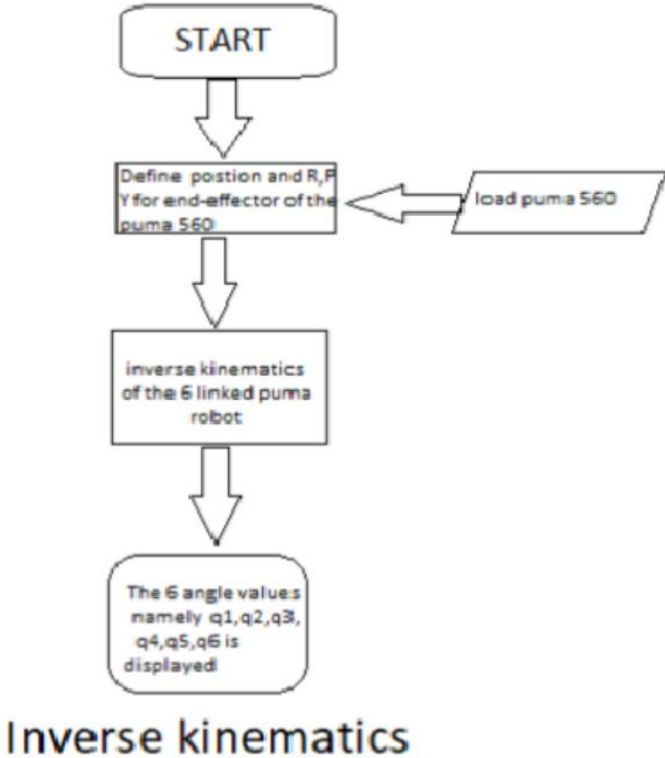 START
Define postion and R,P
Y for end-effector of the
puma 560
load puma 560
inverse kinematics
of the 6 linked puma
robot
The 6 angle values
namely q1,q2,q3,
q4,q5,q6 is
displayed
Inverse kinematics